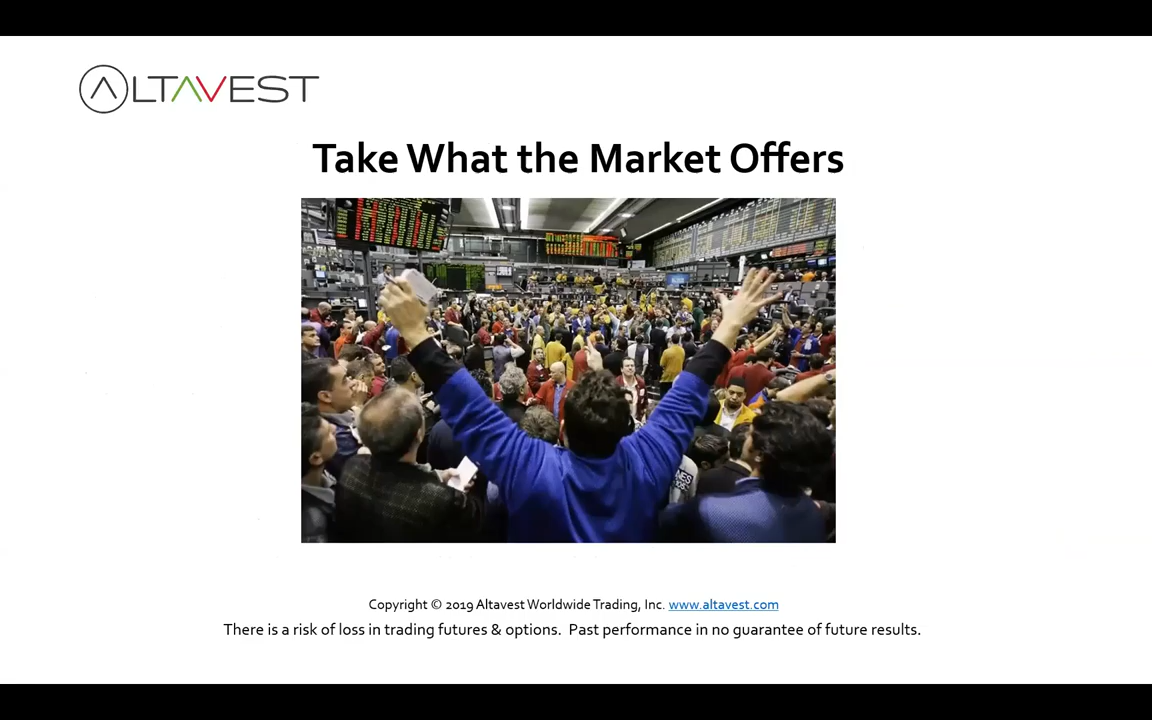 ALTAVEST
Take What the Market Offers
Copyright © 2019 Altavest Worldwide Trading, Inc. www.altavest.com
There is a risk of loss in trading futures & options.  Past performance in no guarantee of future results.